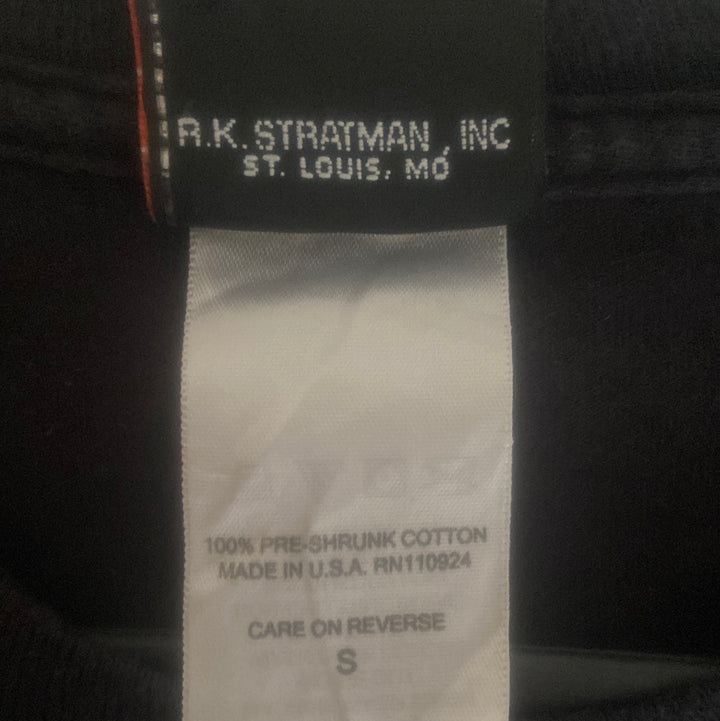 R.K. STRATMAN, INC
ST. LOUIS, MO
100% PRE-SHRUNK COTTON
MADE IN U.S.A. RN110924
CARE ON REVERSE
S